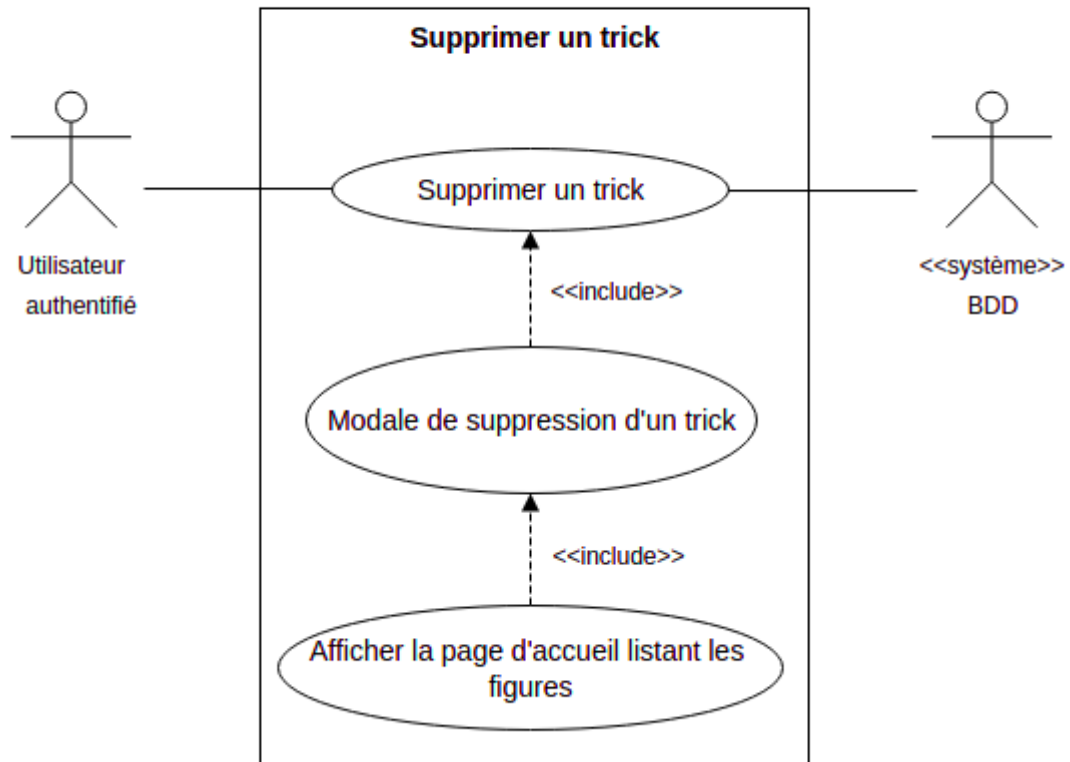 Supprimer un trick
Supprimer un trick
Utilisateur
authentifié
<<système>>
BDD
<<include>>
Modale de suppression d'un trick
<<include>>
Afficher la page d'accueil listant les
figures